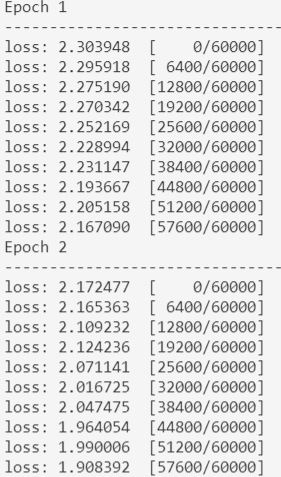 Epoch 1
-------------------------------
loss: 2.303948  [    0/60000]
loss: 2.295918  [ 6400/60000]
loss: 2.275190  [12800/60000]
loss: 2.270342  [19200/60000]
loss: 2.252169  [25600/60000]
loss: 2.228994  [32000/60000]
loss: 2.231147  [38400/60000]
loss: 2.193667  [44800/60000]
loss: 2.205158  [51200/60000]
loss: 2.167090  [57600/60000]
Epoch 2
-------------------------------
loss: 2.172477  [    0/60000]
loss: 2.165363  [ 6400/60000]
loss: 2.109232  [12800/60000]
loss: 2.124236  [19200/60000]
loss: 2.071141  [25600/60000]
loss: 2.016725  [32000/60000]
loss: 2.047475  [38400/60000]
loss: 1.964054  [44800/60000]
loss: 1.990006  [51200/60000]
loss: 1.908392  [57600/60000]